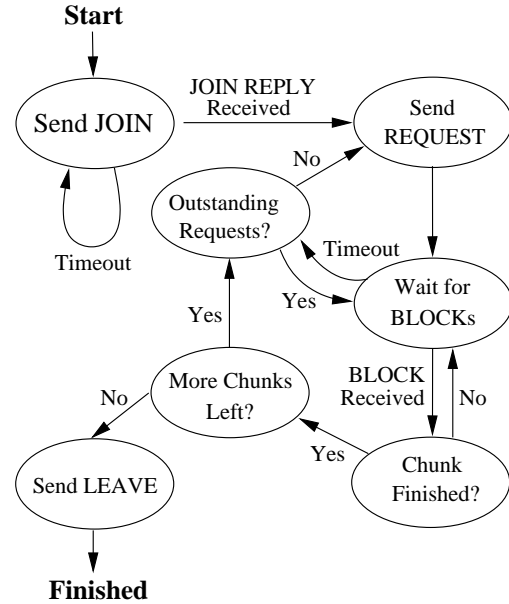 Start
JOIN REPLY
Received
Send JOIN
Send
REQUEST
No
Outstanding
Requests?
Timeout
Timeout
Yes
Wait for
BLOCKs
Yes
BLOCK
Received
No
More Chunks
Left?
No
Yes
Chunk
Finished?
Send LEAVE
Finished